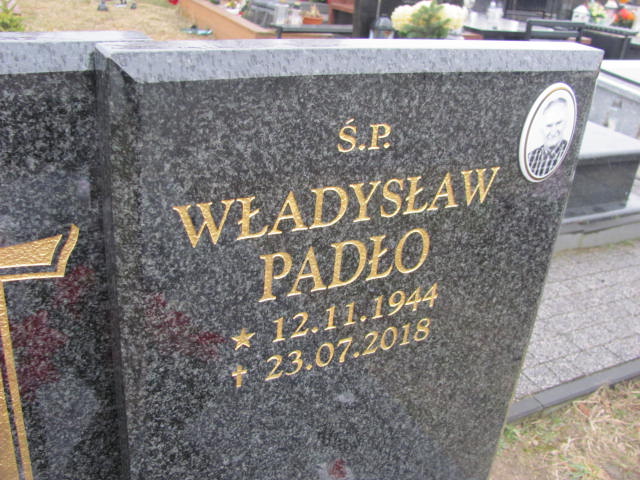 Ś.P.
WŁADYSŁAW
PADŁO
★ 12.11.1944
✝ 23.07.2018